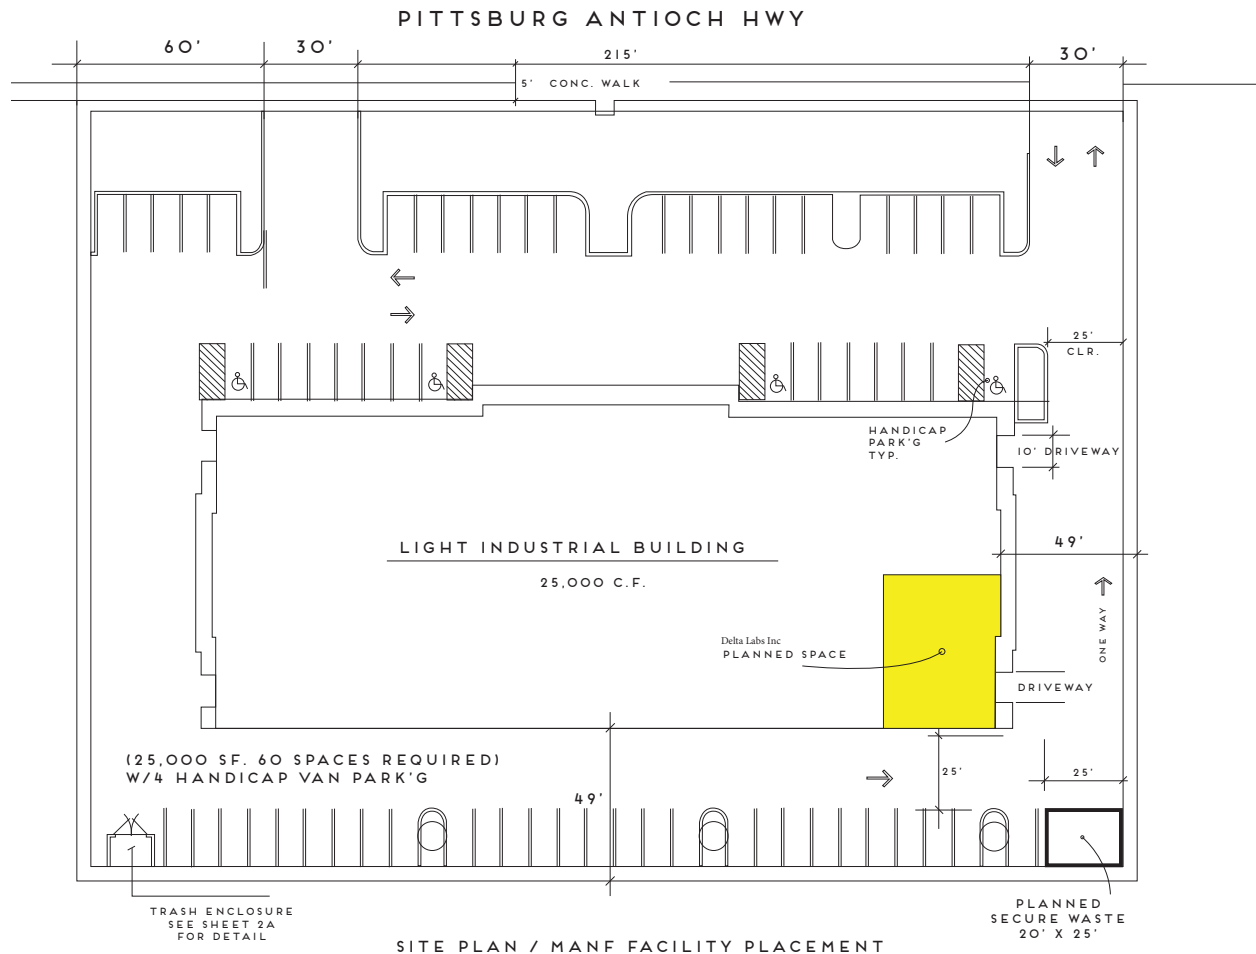 PITTSBURG ANTIOCH HWY
60'
30'
215'
30'
5' CONC. WALK
25'
CLR.
HANDICAP
PARK'G
TYP.
10' DRIVEWAY
LIGHT INDUSTRIAL BUILDING
25,000 C.F.
49'
ONE WAY
Delta Labs Inc
PLANNED SPACE
DRIVEWAY
(25,000 SF. 60 SPACES REQUIRED)
W/4 HANDICAP VAN PARK'G
25'
25'
49'
TRASH ENCLOSURE
SEE SHEET 2A
FOR DETAIL
PLANNED
SECURE WASTE
20' X 25'
SITE PLAN / MANF FACILITY PLACEMENT